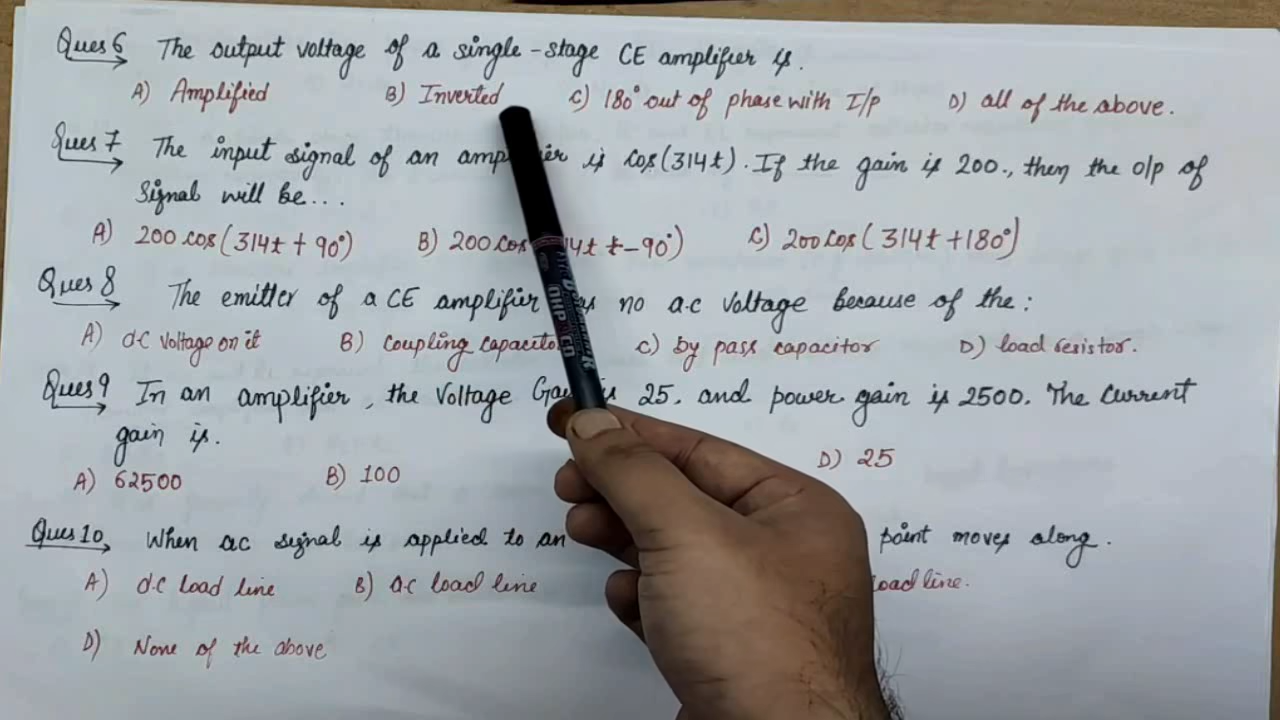 Ques 6 The output voltage of a single-stage CE amplifier is.
A) Amplified B) Inverted C) 180° out of phase with I/p D) all of the above.
Ques 7 The input signal of an amplifier is cos(314t). If the gain is 200., then the o/p of
signal will be...
A) 200 cos(314t + 90°) B) 200 cos 14t - 90°) C) 200 cos(314t + 180°)
Ques 8 The emitter of a CE amplifier no a.c voltage because of the:
A) d.c voltage on it B) coupling capacito C) by pass capacitor D) load resistor.
Ques 9 In an amplifier, the voltage Ga is 25, and power gain is 2500. The current
gain is.
A) 62500 B) 100 D) 25
Ques 10 When ac signal is applied to an point moves along.
A) d.c load line B) a.c load line load line.
D) None of the above